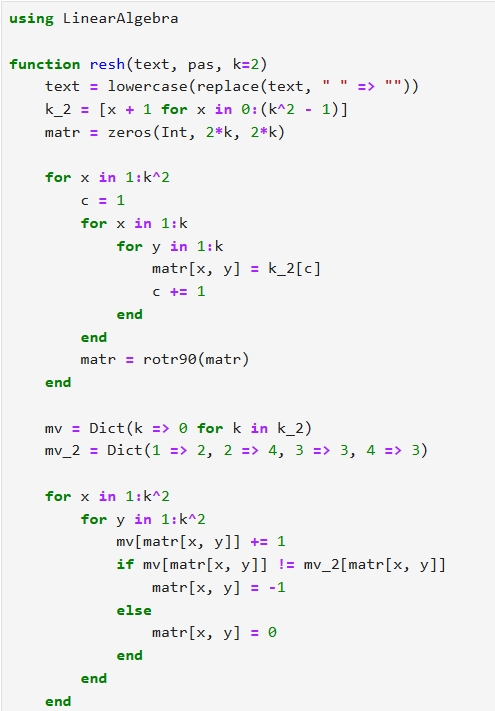 using LinearAlgebra

function resh(text, pas, k=2)
    text = lowercase(replace(text, " " => ""))
    k_2 = [x + 1 for x in 0:(k^2 - 1)]
    matr = zeros(Int, 2*k, 2*k)

    for x in 1:k^2
        c = 1
        for x in 1:k
            for y in 1:k
                matr[x, y] = k_2[c]
                c += 1
            end
        end
        matr = rotr90(matr)
    end

    mv = Dict(k => 0 for k in k_2)
    mv_2 = Dict(1 => 2, 2 => 4, 3 => 3, 4 => 3)

    for x in 1:k^2
        for y in 1:k^2
            mv[matr[x, y]] += 1
            if mv[matr[x, y]] != mv_2[matr[x, y]]
                matr[x, y] = -1
            else
                matr[x, y] = 0
            end
        end
    end